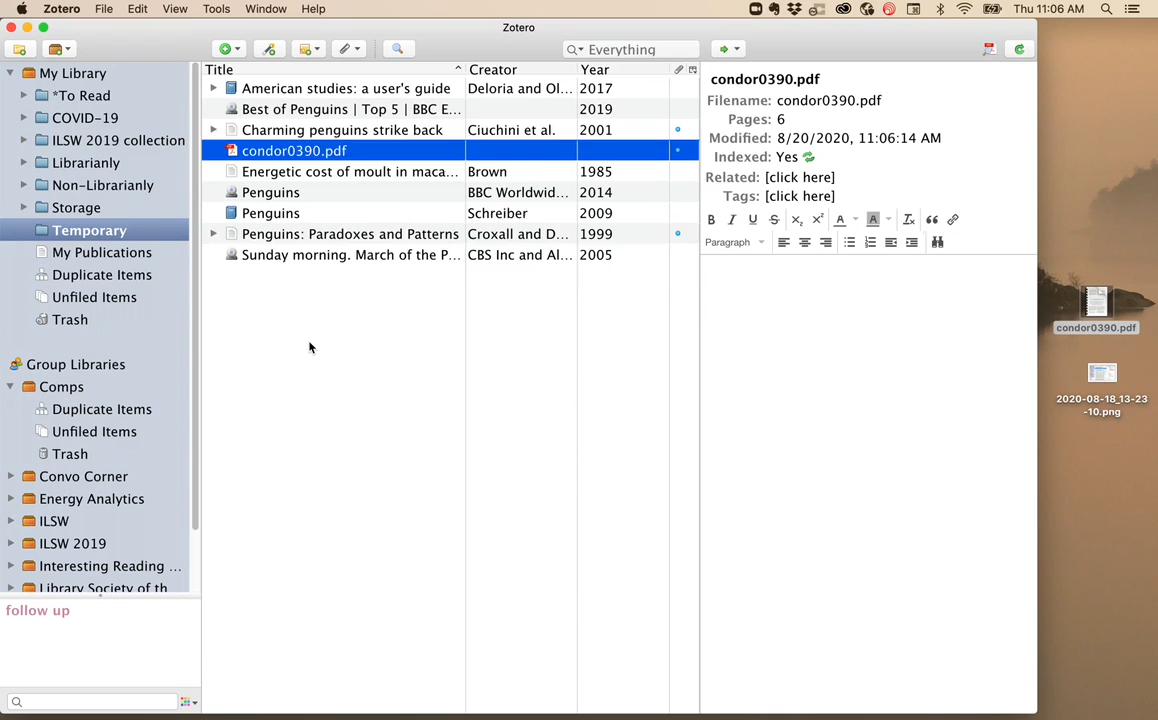 Zotero File Edit View Tools Window Help Thu 11:06 AM
Zotero
Everything
My Library
*To Read
COVID-19
ILSW 2019 collection
Librarianly
Non-Librarianly
Storage
Temporary
My Publications
Duplicate Items
Unfiled Items
Trash
Group Libraries
Comps
Duplicate Items
Unfiled Items
Trash
Convo Corner
Energy Analytics
ILSW
ILSW 2019
Interesting Reading ...
Library Society of th
follow up
Title Creator Year
American studies: a user's guide Deloria and Ol... 2017
Best of Penguins | Top 5 | BBC E... 2019
Charming penguins strike back Ciuchini et al. 2001
condor0390.pdf
Energetic cost of moult in maca... Brown 1985
Penguins BBC Worldwid... 2014
Penguins Schreiber 2009
Penguins: Paradoxes and Patterns Croxall and D... 1999
Sunday morning. March of the P... CBS Inc and Al... 2005
condor0390.pdf
Filename: condor0390.pdf
Pages: 6
Modified: 8/20/2020, 11:06:14 AM
Indexed: Yes
Related: [click here]
Tags: [click here]
Paragraph
condor0390.pdf
2020-08-18_13-23
-10.png